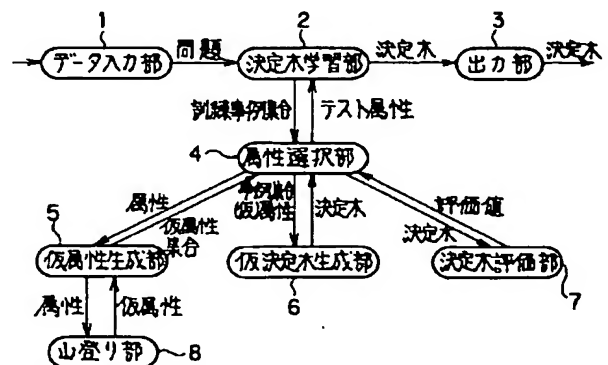 1
2
3
データ入力部
問題
決定木学習部
決定木
出力部
決定木
訓練事例集合
テスト属性
4
属性選択部
属性
仮属性
集合
事例集合
(仮)属性
決定木
評価値
決定木
5
仮属性生成部
仮決定木生成部
6
決定木評価部
7
属性
仮属性
山登り部
8